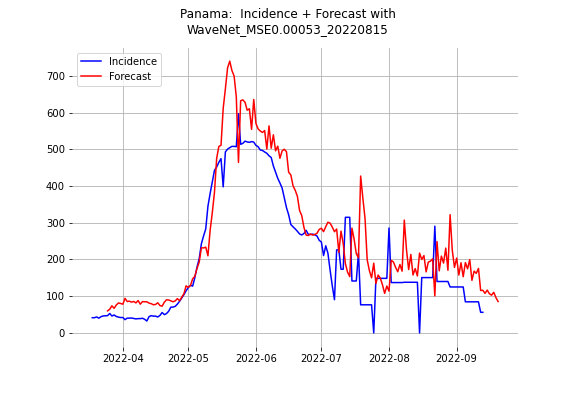 Panama:  Incidence + Forecast with
WaveNet_MSE0.00053_20220815
Incidence
Forecast
700
600
500
400
300
200
100
0
2022-04 2022-05 2022-06 2022-07 2022-08 2022-09